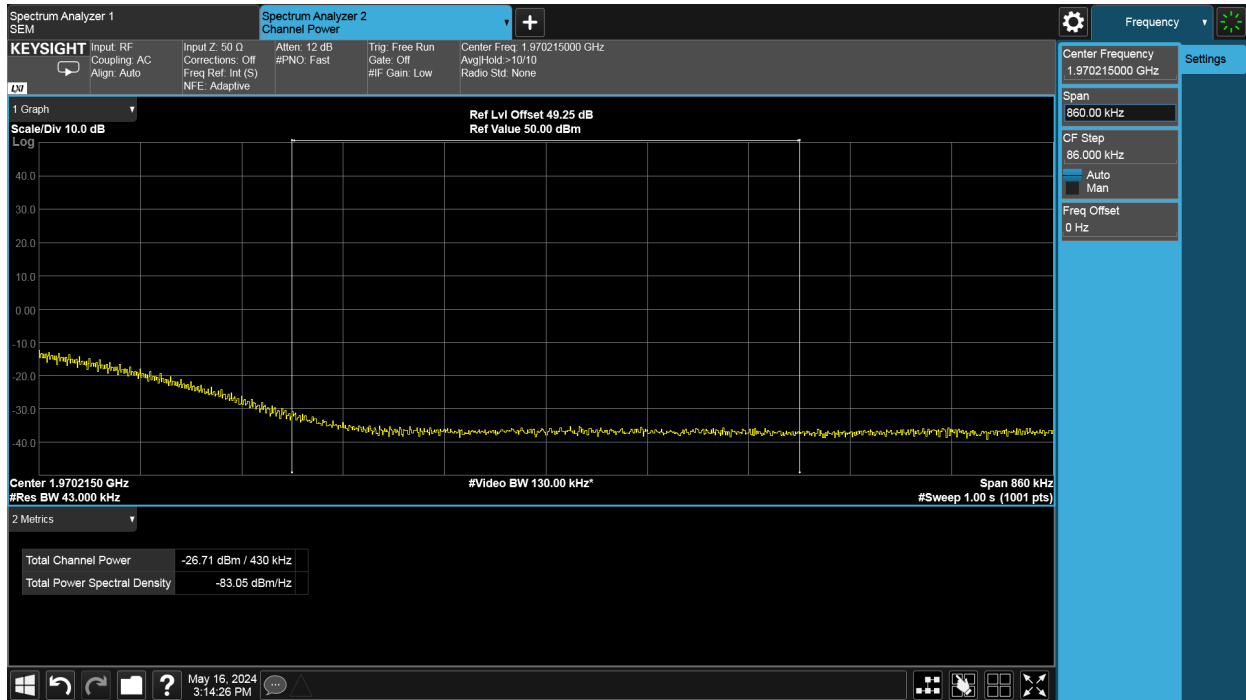 Spectrum Analyzer 1
SEM
Spectrum Analyzer 2
Channel Power
Frequency
KEYSIGHT
LXI
Input: RF
Coupling: AC
Align: Auto
Input Z: 50 Ω
Corrections: Off
Freq Ref: Int (S)
NFE: Adaptive
Atten: 12 dB
#PNO: Fast
Trig: Free Run
Gate: Off
#IF Gain: Low
Center Freq: 1.970215000 GHz
Avg|Hold:>10/10
Radio Std: None
Center Frequency
1.970215000 GHz
Settings
Span
860.00 kHz
CF Step
86.000 kHz
Auto
Man
Freq Offset
0 Hz
1 Graph
Scale/Div 10.0 dB
Ref Lvl Offset 49.25 dB
Ref Value 50.00 dBm
Log
40.0
30.0
20.0
10.0
0.00
-10.0
-20.0
-30.0
-40.0
Center 1.9702150 GHz
#Video BW 130.00 kHz*
Span 860 kHz
#Res BW 43.000 kHz
#Sweep 1.00 s (1001 pts)
2 Metrics
Total Channel Power -26.71 dBm / 430 kHz
Total Power Spectral Density -83.05 dBm/Hz
?
May 16, 2024
3:14:26 PM